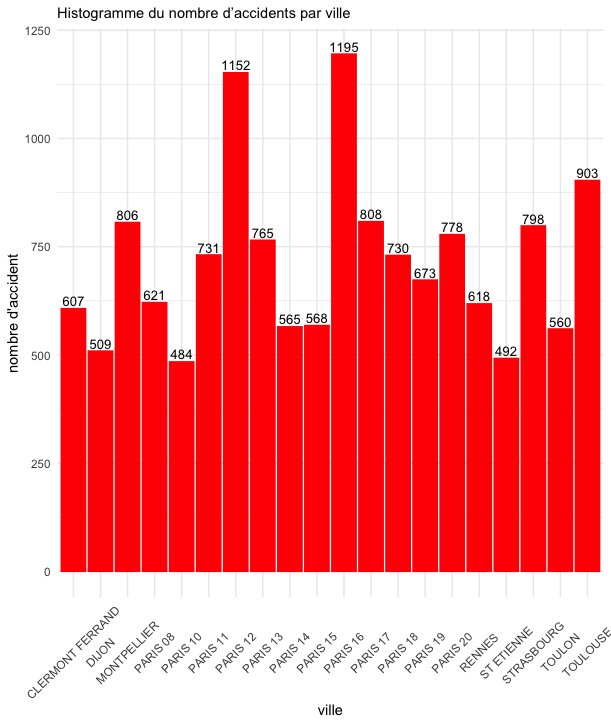 Histogramme du nombre d'accidents par ville
nombre d'accident
1250
1000
750
500
250
0
607
509
806
621
484
731
1152
765
565
568
1195
808
730
673
778
618
492
798
560
903
CLERMONT FERRAND
DIJON
MONTPELLIER
PARIS 08
PARIS 10
PARIS 11
PARIS 12
PARIS 13
PARIS 14
PARIS 15
PARIS 16
PARIS 17
PARIS 18
PARIS 19
PARIS 20
RENNES
ST ETIENNE
STRASBOURG
TOULON
TOULOUSE
ville